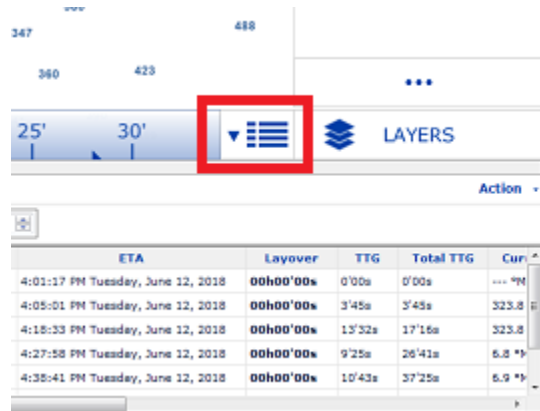 347
488
360
423
...
25'
30'
LAYERS
Action
ETA Layover TTG Total TTG
4:01:17 PM Tuesday, June 12, 2018 00h00'00s 0'00s 0'00s --- °M
4:05:01 PM Tuesday, June 12, 2018 00h00'00s 3'45s 3'45s 323.8
4:18:33 PM Tuesday, June 12, 2018 00h00'00s 13'32s 17'16s 323.8
4:27:58 PM Tuesday, June 12, 2018 00h00'00s 9'25s 26'41s 6.8 °M
4:38:41 PM Tuesday, June 12, 2018 00h00'00s 10'43s 37'25s 6.9 °M